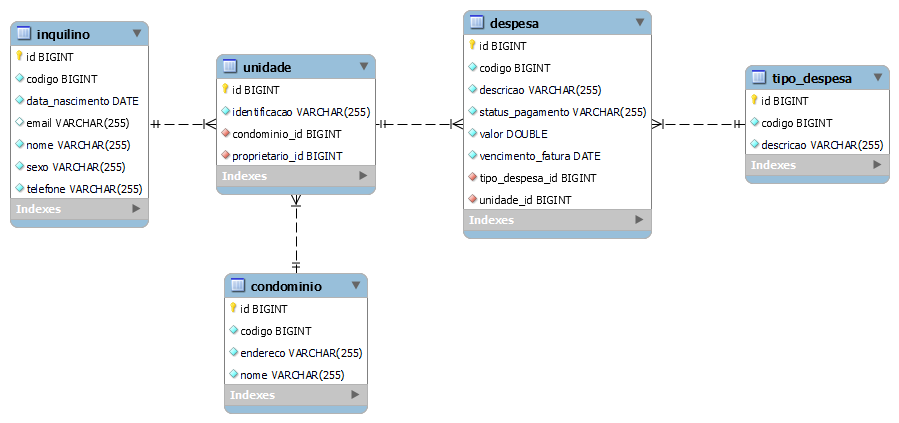 inquilino
id BIGINT
codigo BIGINT
data_nascimento DATE
email VARCHAR(255)
nome VARCHAR(255)
sexo VARCHAR(255)
telefone VARCHAR(255)
Indexes
unidade
id BIGINT
identificacao VARCHAR(255)
condominio_id BIGINT
proprietario_id BIGINT
Indexes
despesa
id BIGINT
codigo BIGINT
descricao VARCHAR(255)
status_pagamento VARCHAR(255)
valor DOUBLE
vencimento_fatura DATE
tipo_despesa_id BIGINT
unidade_id BIGINT
Indexes
tipo_despesa
id BIGINT
codigo BIGINT
descricao VARCHAR(255)
Indexes
condominio
id BIGINT
codigo BIGINT
endereco VARCHAR(255)
nome VARCHAR(255)
Indexes